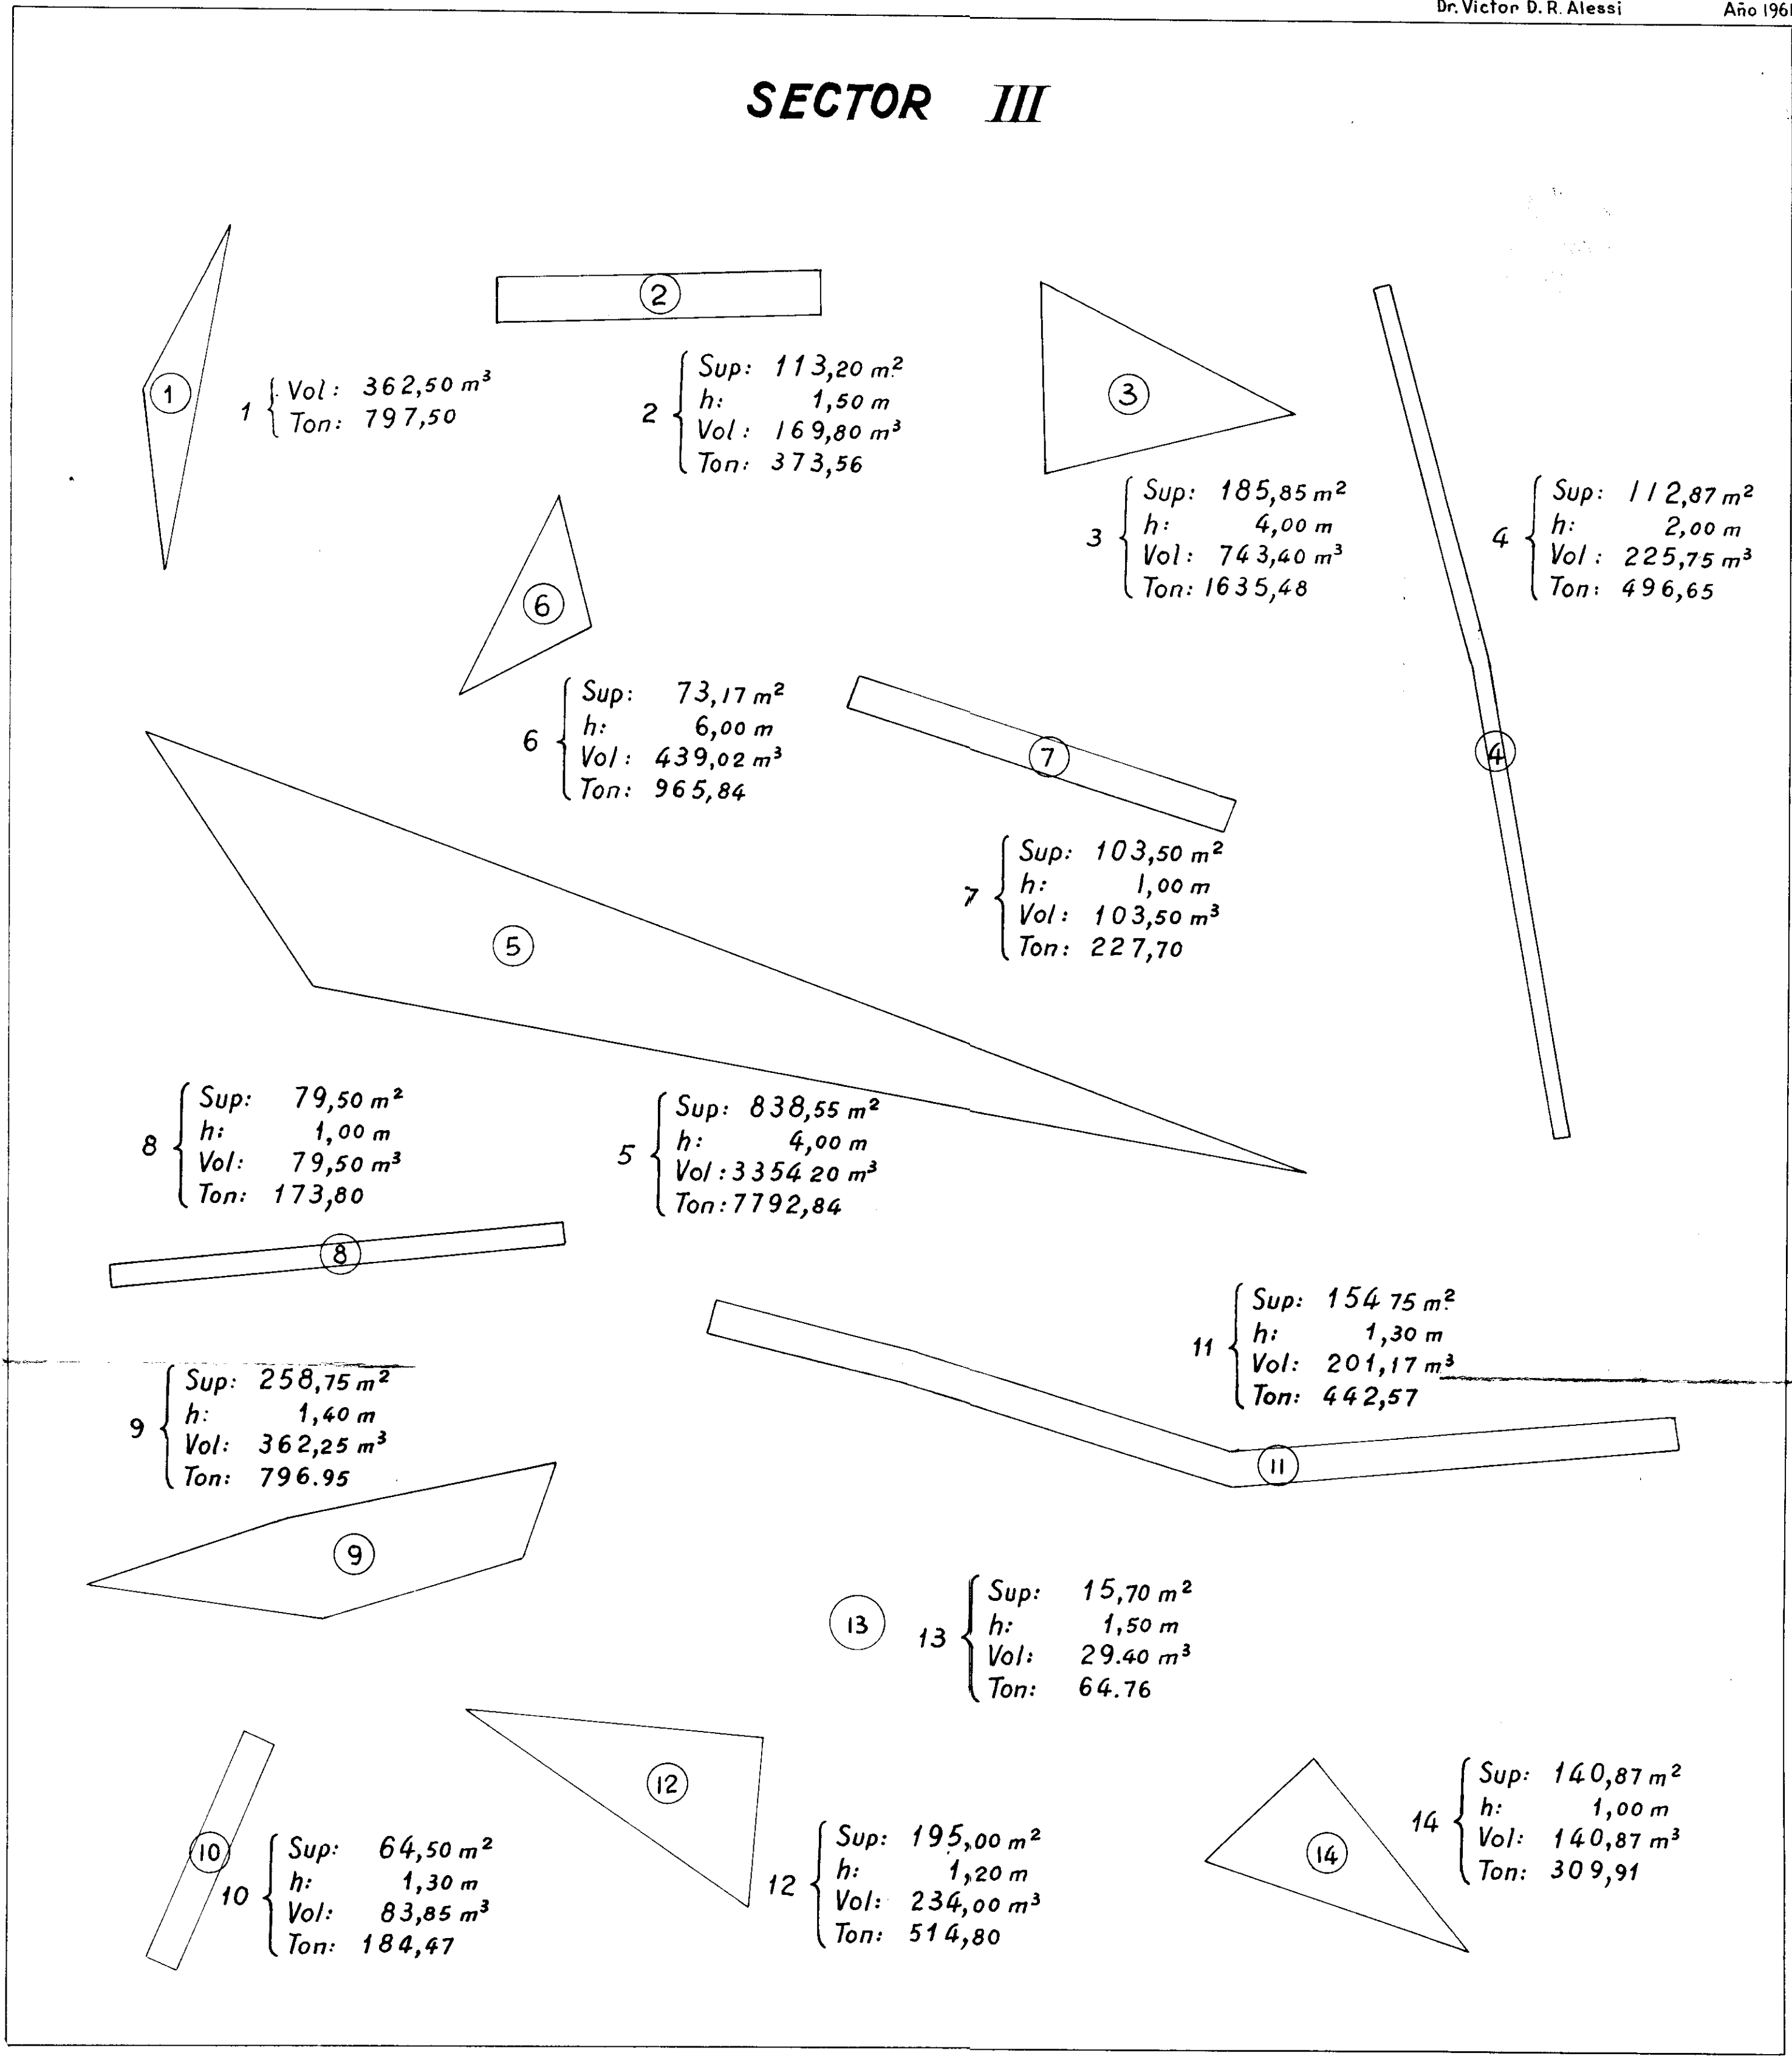 Dr. Victor D. R. Alessi Año 1961
SECTOR III
1
1 Vol: 362,50 m³
Ton: 797,50
2
2 Sup: 113,20 m²
h: 1,50 m
Vol: 169,80 m³
Ton: 373,56
3
3 Sup: 185,85 m²
h: 4,00 m
Vol: 743,40 m³
Ton: 1635,48
4
4 Sup: 112,87 m²
h: 2,00 m
Vol: 225,75 m³
Ton: 496,65
6
6 Sup: 73,17 m²
h: 6,00 m
Vol: 439,02 m³
Ton: 965,84
7
7 Sup: 103,50 m²
h: 1,00 m
Vol: 103,50 m³
Ton: 227,70
5
8 Sup: 79,50 m²
h: 1,00 m
Vol: 79,50 m³
Ton: 173,80
8
5 Sup: 838,55 m²
h: 4,00 m
Vol: 3354 20 m³
Ton: 7792,84
11 Sup: 154 75 m²
h: 1,30 m
Vol: 201,17 m³
Ton: 442,57
11
9 Sup: 258,75 m²
h: 1,40 m
Vol: 362,25 m³
Ton: 796.95
9
13
13 Sup: 15,70 m²
h: 1,50 m
Vol: 29.40 m³
Ton: 64.76
10
10 Sup: 64,50 m²
h: 1,30 m
Vol: 83,85 m³
Ton: 184,47
12
12 Sup: 195,00 m²
h: 1,20 m
Vol: 234,00 m³
Ton: 514,80
14
14 Sup: 140,87 m²
h: 1,00 m
Vol: 140,87 m³
Ton: 309,91